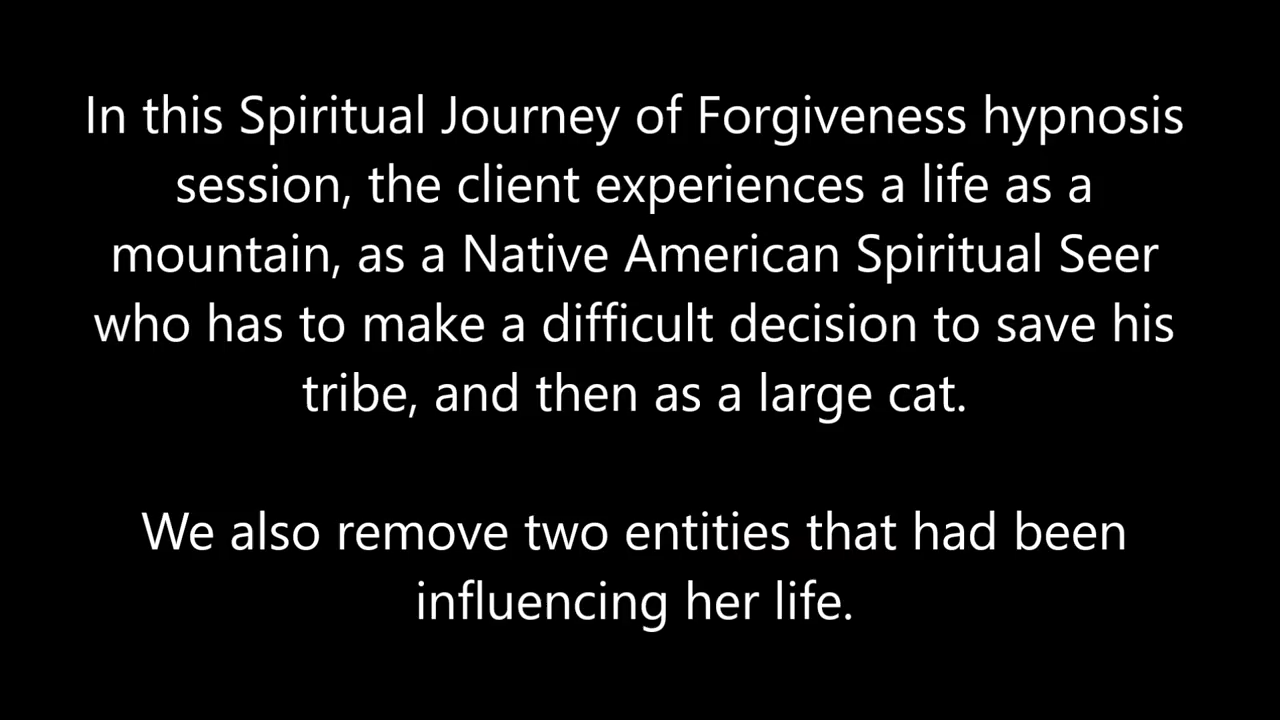 In this Spiritual Journey of Forgiveness hypnosis
session, the client experiences a life as a
mountain, as a Native American Spiritual Seer
who has to make a difficult decision to save his
tribe, and then as a large cat.
We also remove two entities that had been
influencing her life.